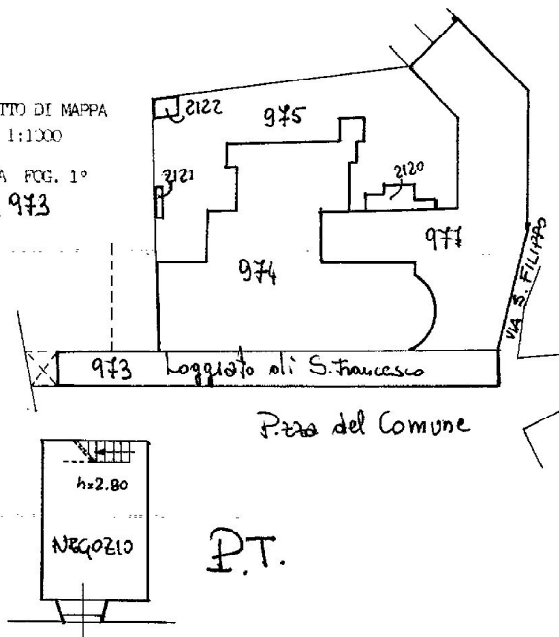 TTO DI MAPPA
1:1000
A FOG. 1°
973
2122
975
2121
2120
977
974
VIA S. FILIPPO
973 Loggiato di S. Francesco
P.zza del Comune
h=2.80
NEGOZIO
P.T.